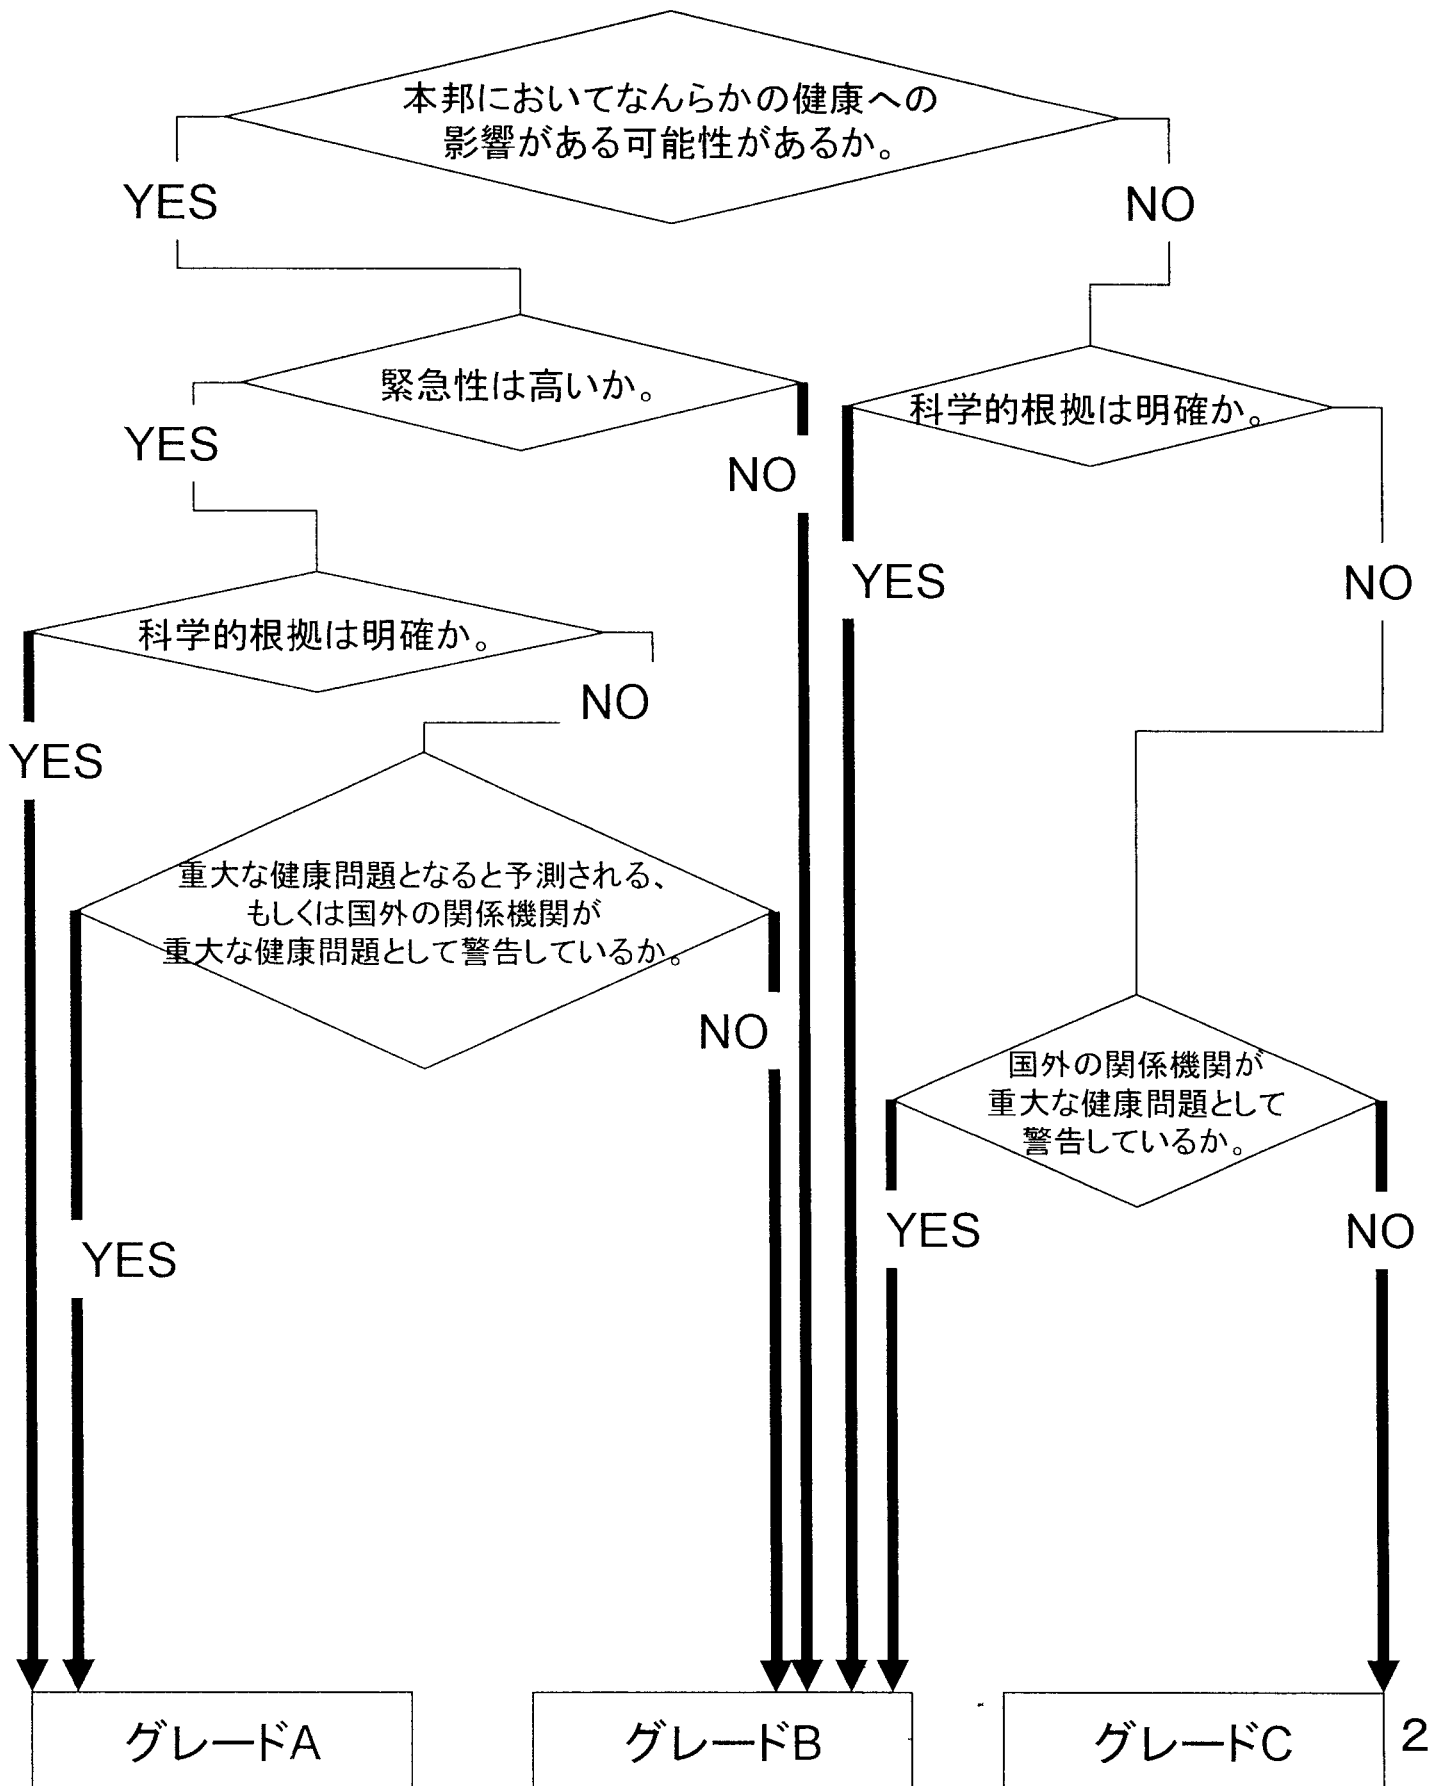 本邦においてなんらかの健康への
影響がある可能性があるか。
YES
NO
緊急性は高いか。
科学的根拠は明確か。
YES
NO
YES
NO
科学的根拠は明確か。
NO
YES
重大な健康問題となると予測される、
もしくは国外の関係機関が
重大な健康問題として警告しているか。
NO
国外の関係機関が
重大な健康問題として
警告しているか。
YES
NO
YES
グレードA
グレードB
グレードC
2